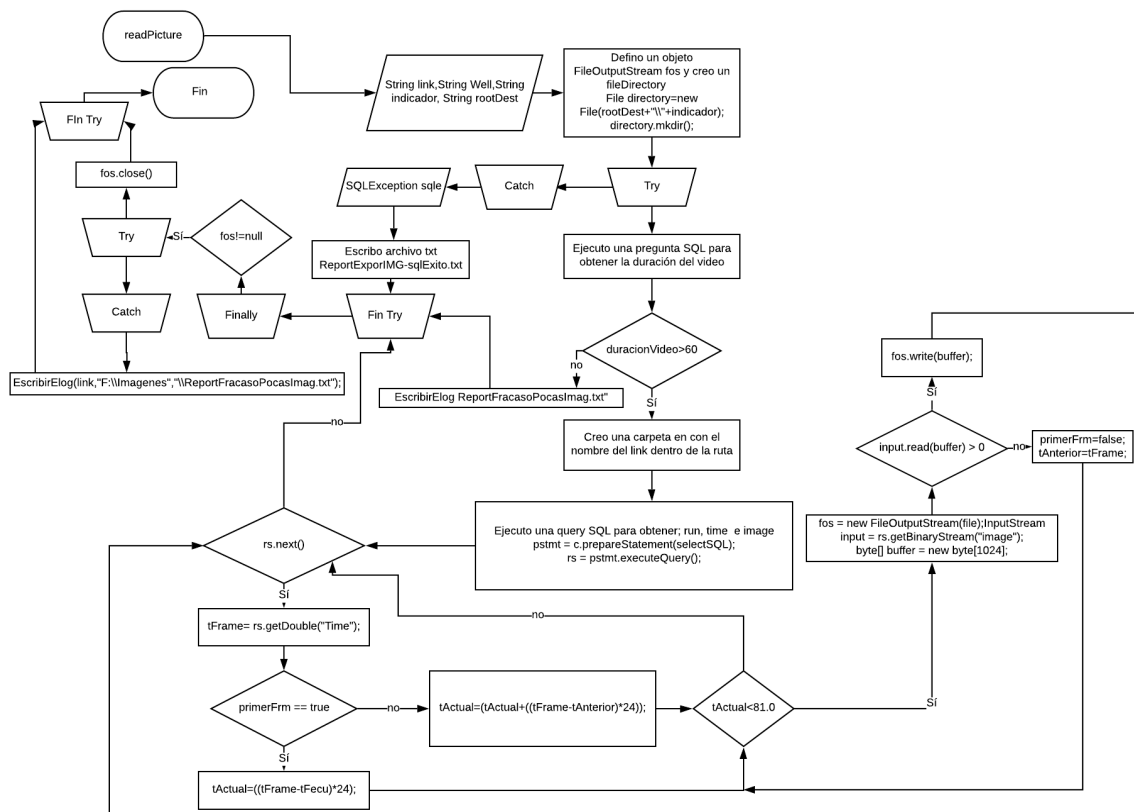 readPicture
String link,String Well,String
indicador, String rootDest
Defino un objeto
FileOutputStream fos y creo un
fileDirectory
File directory=new
File(rootDest+"\\"+indicador);
directory.mkdir();
Fin
FIn Try
fos.close()
Try
Catch
EscribirElog(link,"F:\\Imagenes","\\ReportFracasoPocasImag.txt");
Sí
fos!=null
Finally
SQLException sqle
Catch
Try
Escribo archivo txt
ReportExporIMG-sqlExito.txt
Fin Try
Ejecuto una pregunta SQL para
obtener la duración del video
duracionVideo>60
no
EscribirElog ReportFracasoPocasImag.txt"
Sí
Creo una carpeta en con el
nombre del link dentro de la ruta
Ejecuto una query SQL para obtener; run, time  e image
pstmt = c.prepareStatement(selectSQL);
rs = pstmt.executeQuery();
no
rs.next()
Sí
tFrame= rs.getDouble("Time");
primerFrm == true
no
tActual=(tActual+((tFrame-tAnterior)*24));
Sí
tActual=((tFrame-tFecu)*24);
tActual<81.0
no
Sí
fos = new FileOutputStream(file);InputStream
input = rs.getBinaryStream("image");
byte[] buffer = new byte[1024];
input.read(buffer) > 0
Sí
fos.write(buffer);
no
primerFrm=false;
tAnterior=tFrame;